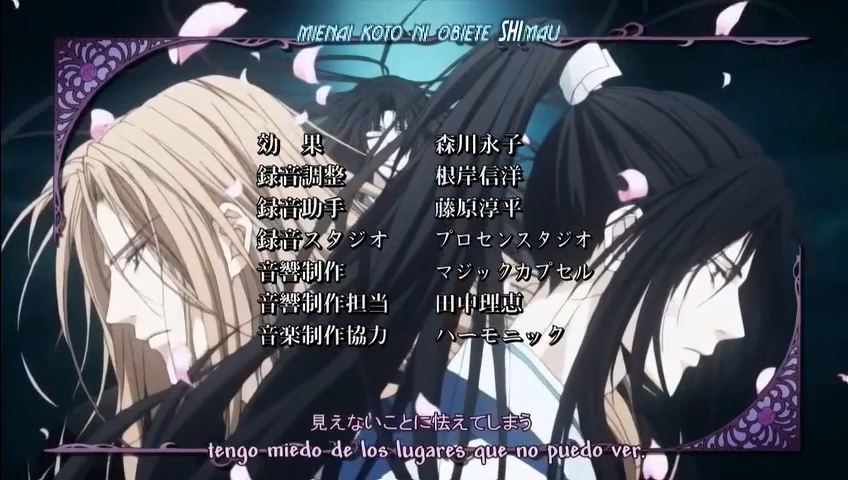 MIENAI KOTO NI OBIETE SHIMAU
効　果　森川永子
録音調整　根岸信洋
録音助手　藤原淳平
録音スタジオ　プロセンスタジオ
音響制作　マジックカプセル
音響制作担当　田中理恵
音楽制作協力　ハーモニック
見えないことに怯えてしまう
tengo miedo de los lugares que no puedo ver.